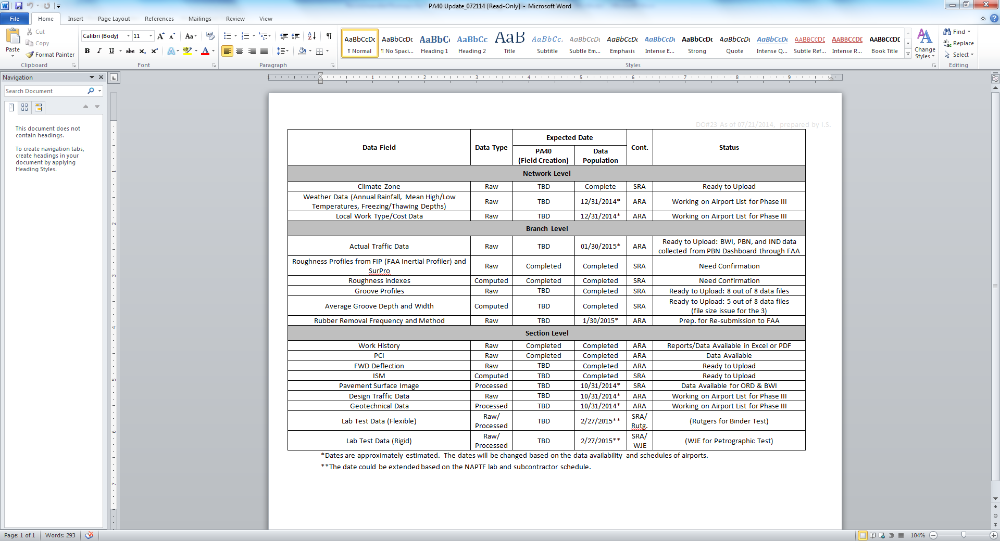 PA40 Update_072114 [Read-Only] - Microsoft Word
File Home Insert Page Layout References Mailings Review View
Paste
Cut
Copy
Format Painter
Clipboard
Calibri (Body) 11
Font
Paragraph
AaBbCcDc AaBbCcDc AaBbCc AaBbCc AaB AaBbCc. AaBbCcDc AaBbCcDc AaBbCcDc AaBbCcDc AaBbCcDc AaBbCcDc AABBCCDE AABBCCDE AABBCCDE
¶ Normal ¶ No Spaci... Heading 1 Heading 2 Title Subtitle Subtle Em... Emphasis Intense E... Strong Quote Intense Q... Subtle Ref... Intense R... Book Title
Styles
Change
Styles
Find
Replace
Select
Editing
Navigation
Search Document
This document does not
contain headings.
To create navigation tabs,
create headings in your
document by applying
Heading Styles.
1 1 2 3 4 5 6 7 8 9
1
2
3
4
5
6
7
DO#23 As of 07/21/2014, prepared by I.S.
Data Field Data Type Expected Date Cont. Status
PA40
(Field Creation)
Data
Population
Network Level
Climate Zone Raw TBD Complete SRA Ready to Upload
Weather Data (Annual Rainfall, Mean High/Low
Temperatures, Freezing/Thawing Depths) Raw TBD 12/31/2014* ARA Working on Airport List for Phase III
Local Work Type/Cost Data Raw TBD 12/31/2014* ARA Working on Airport List for Phase III
Branch Level
Actual Traffic Data Raw TBD 01/30/2015* ARA Ready to Upload: BWI, PBN, and IND data
collected from PBN Dashboard through FAA
Roughness Profiles from FIP (FAA Inertial Profiler) and
SurPro Raw Completed Completed SRA Need Confirmation
Roughness indexes Computed Completed Completed SRA Need Confirmation
Groove Profiles Raw TBD Completed SRA Ready to Upload: 8 out of 8 data files
Average Groove Depth and Width Computed TBD Completed SRA Ready to Upload: 5 out of 8 data files
(file size issue for the 3)
Rubber Removal Frequency and Method Raw TBD 1/30/2015* ARA Prep. for Re-submission to FAA
Section Level
Work History Raw Completed Completed ARA Reports/Data Available in Excel or PDF
PCI Raw Completed Completed ARA Data Available
FWD Deflection Raw TBD Completed ARA Ready to Upload
ISM Computed TBD Completed SRA Ready to Upload
Pavement Surface Image Processed TBD 10/31/2014* SRA Data Available for ORD & BWI
Design Traffic Data Raw TBD 10/31/2014* ARA Working on Airport List for Phase III
Geotechnical Data Processed TBD 10/31/2014* ARA Working on Airport List for Phase III
Lab Test Data (Flexible) Raw/
Processed TBD 2/27/2015** SRA/
Rutg. (Rutgers for Binder Test)
Lab Test Data (Rigid) Raw/
Processed TBD 2/27/2015** SRA/
WJE (WJE for Petrographic Test)
*Dates are approximately estimated. The dates will be changed based on the data availability and schedules of airports.
**The date could be extended based on the NAPTF lab and subcontractor schedule.
Page: 1 of 1 Words: 293 104%